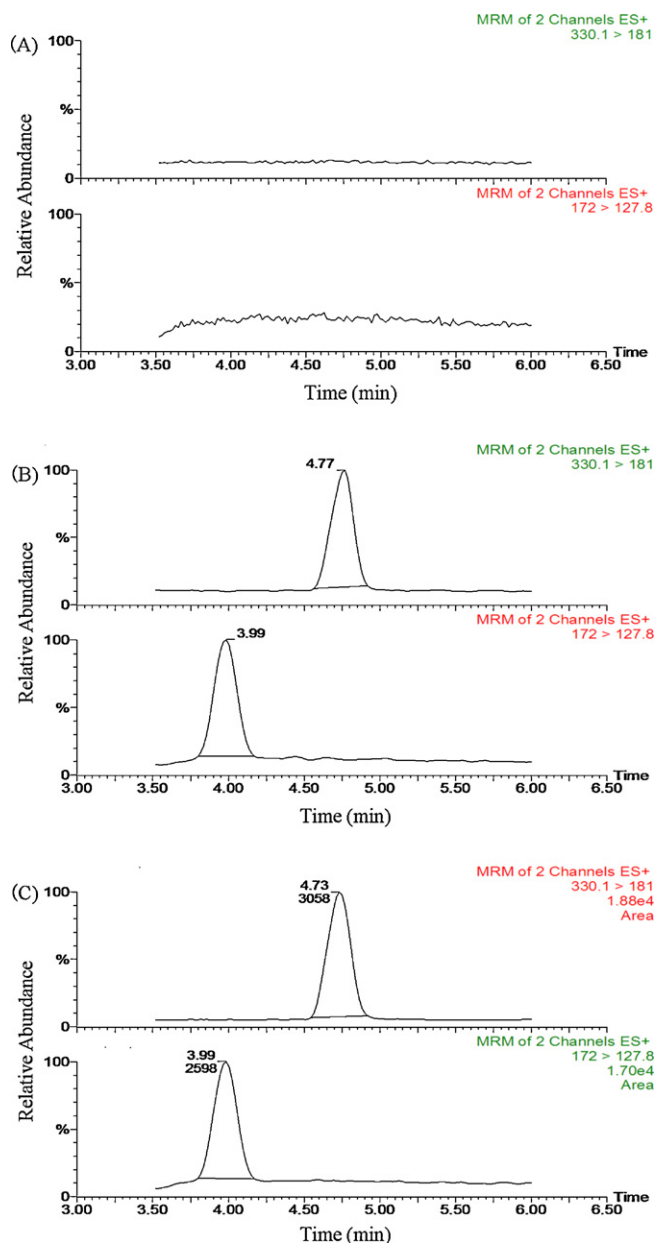 (A)
MRM of 2 Channels ES+
330.1 > 181
100
%
0
MRM of 2 Channels ES+
172 > 127.8
100
%
0
Time
3.00 3.50 4.00 4.50 5.00 5.50 6.00 6.50
Relative Abundance
Time (min)
(B)
MRM of 2 Channels ES+
330.1 > 181
4.77
100
%
0
MRM of 2 Channels ES+
172 > 127.8
3.99
100
%
0
Time
3.00 3.50 4.00 4.50 5.00 5.50 6.00 6.50
Relative Abundance
Time (min)
(C)
MRM of 2 Channels ES+
330.1 > 181
1.88e4
Area
4.73
3058
100
%
0
MRM of 2 Channels ES+
172 > 127.8
1.70e4
Area
3.99
2598
100
%
0
Time
3.00 3.50 4.00 4.50 5.00 5.50 6.00 6.50
Relative Abundance
Time (min)